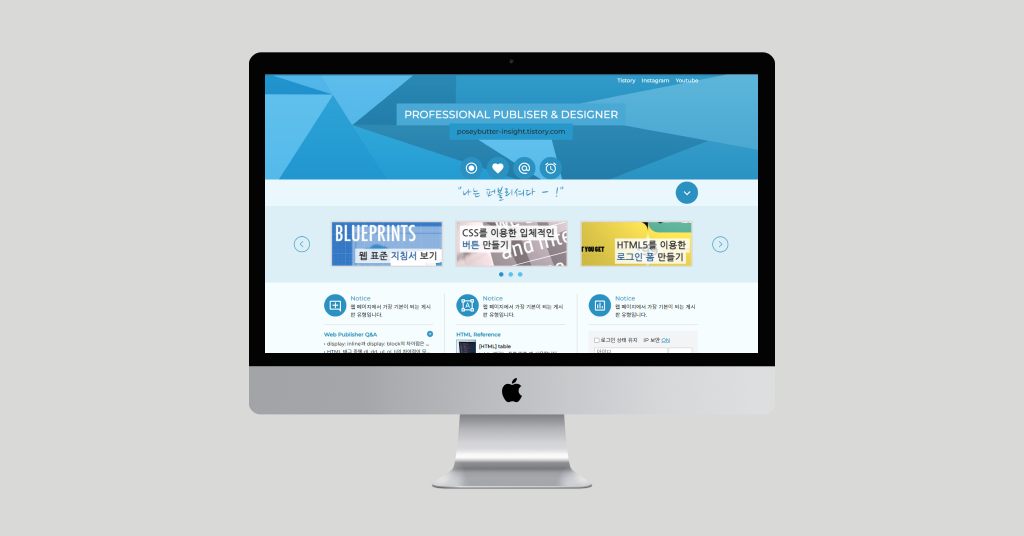 Tistory Instagram Youtube
PROFESSIONAL PUBLISER & DESIGNER
poseybutter-insight.tistory.com
"나는 퍼블리셔다 - !"
BLUEPRINTS
웹 표준 지침서 보기
CSS를 이용한 입체적인
버튼 만들기
and inte
T YOU GET
HTML5를 이용한
로그인 폼 만들기
Notice
웹 페이지에서 가장 기본이 되는 게시
판 유형입니다.
Notice
웹 페이지에서 가장 기본이 되는 게시
판 유형입니다.
Notice
웹 페이지에서 가장 기본이 되는 게시
판 유형입니다.
Web Publisher Q&A
display: inline과 display: block의 차이점은 ...
HTML Reference
[HTML] table
로그인 상태 유지 IP 보안 ON
아이디